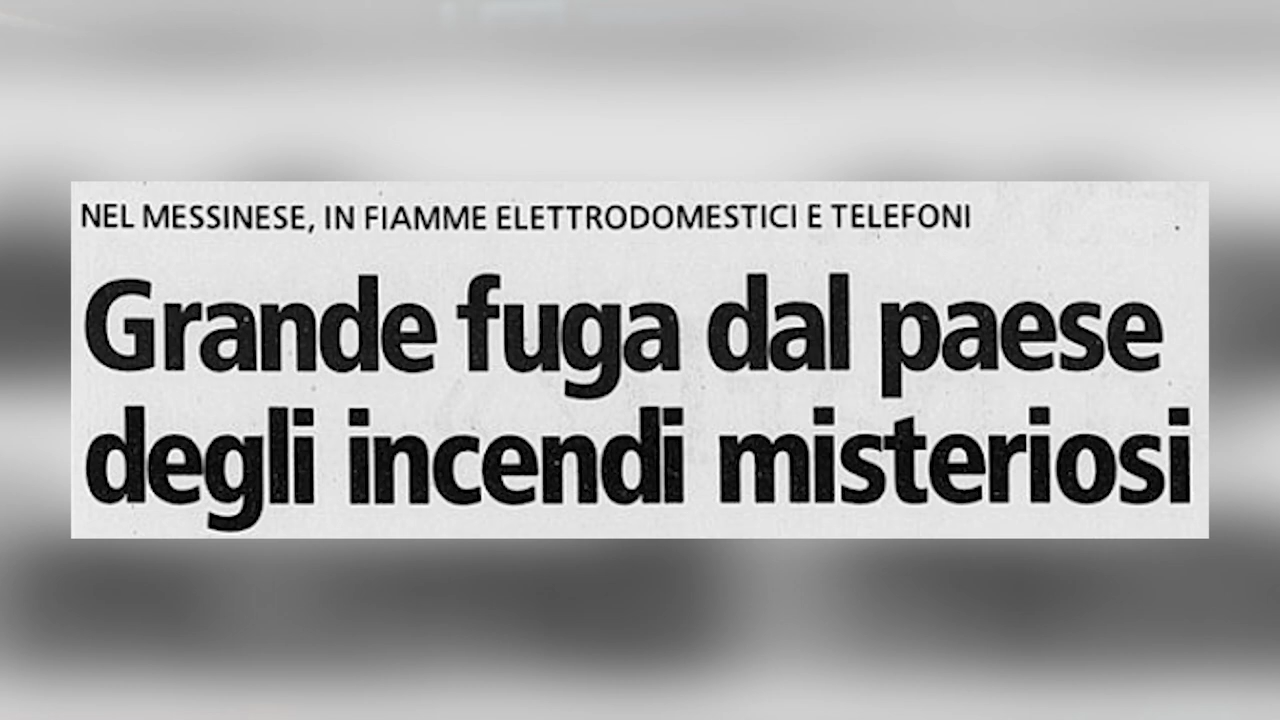 NEL MESSINESE, IN FIAMME ELETTRODOMESTICI E TELEFONI
Grande fuga dal paese
degli incendi misteriosi